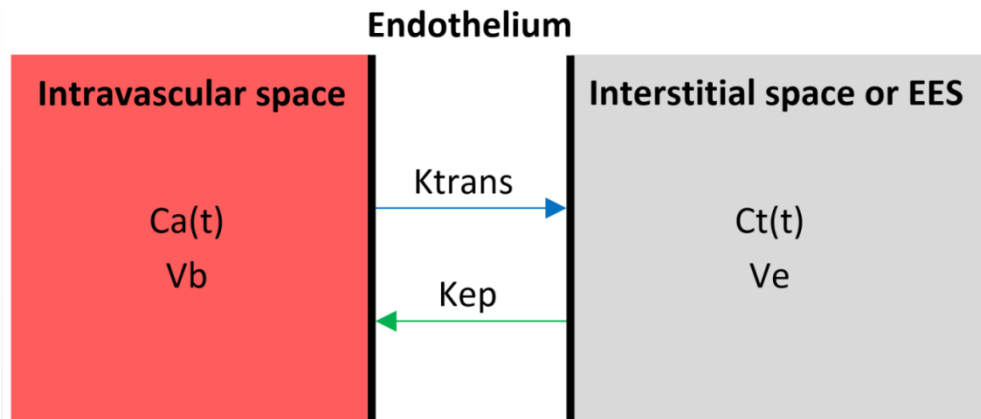 Endothelium
Intravascular space
Interstitial space or EES
Ktrans
Ca(t)
Ct(t)
Vb
Ve
Kep